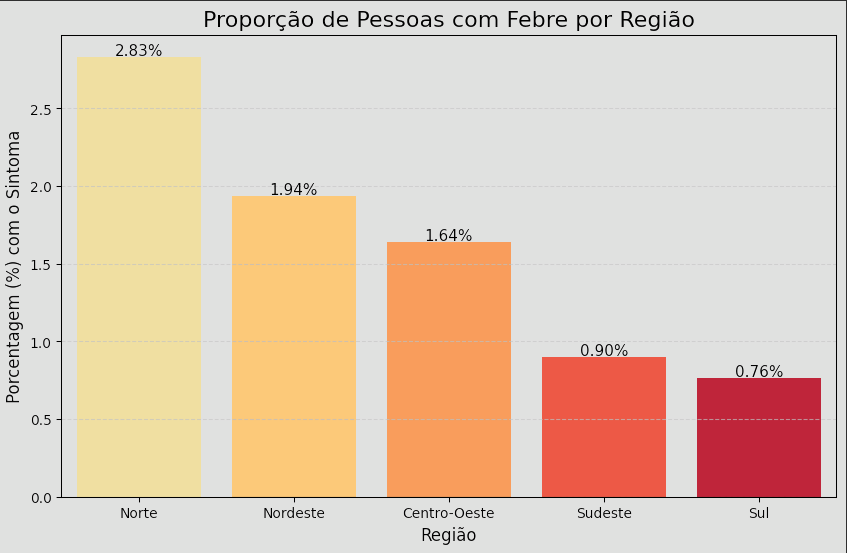 Proporção de Pessoas com Febre por Região
Porcentagem (%) com o Sintoma
2.5
2.0
1.5
1.0
0.5
0.0
2.83%
1.94%
1.64%
0.90%
0.76%
Norte
Nordeste
Centro-Oeste
Sudeste
Sul
Região